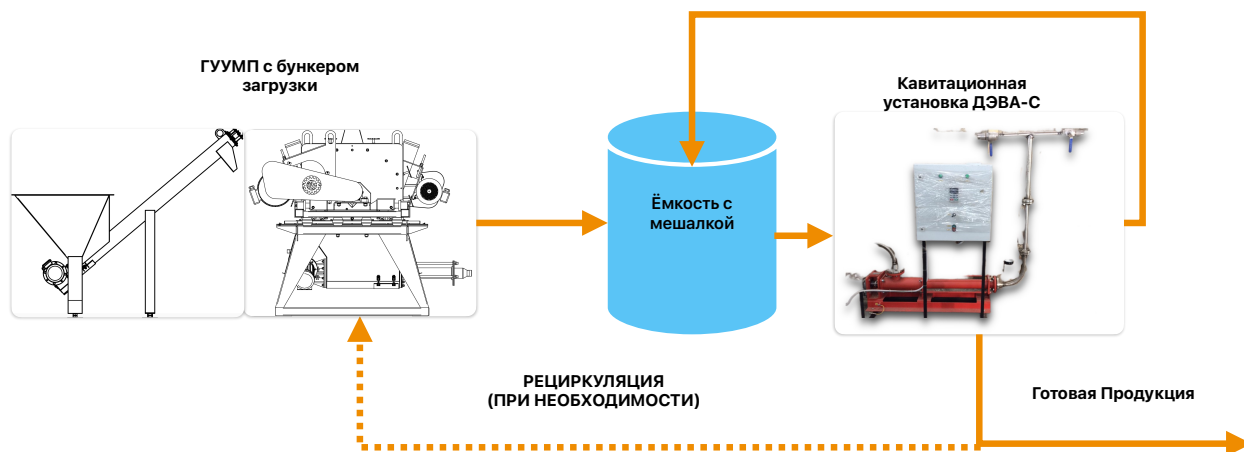 ГУУМП с бункером
загрузки
Кавитационная
установка ДЭВА-С
Ёмкость с
мешалкой
РЕЦИРКУЛЯЦИЯ
(ПРИ НЕОБХОДИМОСТИ)
Готовая Продукция